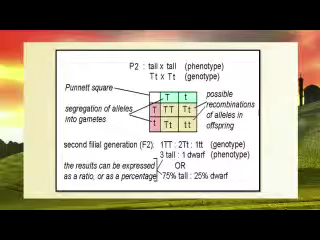 P2 : tall x tall (phenotype)
Tt x Tt (genotype)
Punnett square
possible
recombinations
of alleles in
offspring
segregation of alleles
into gametes
T t
T TT Tt
t Tt tt
second filial generation (F2): 1TT : 2Tt : 1tt (genotype)
3 tall : 1 dwarf (phenotype)
the results can be expressed
as a ratio, or as a percentage
OR
75% tall : 25% dwarf